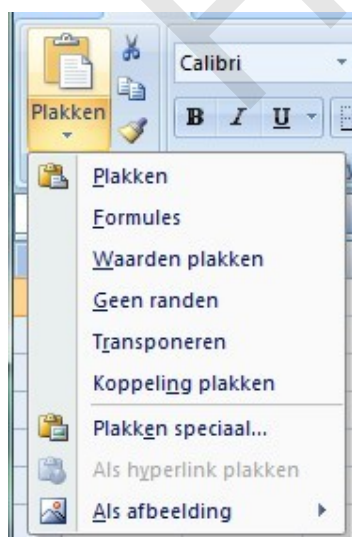 Calibri
Plakken
B I U
Plakken
Formules
Waarden plakken
Geen randen
Transponeren
Koppeling plakken
Plakken speciaal...
Als hyperlink plakken
Als afbeelding